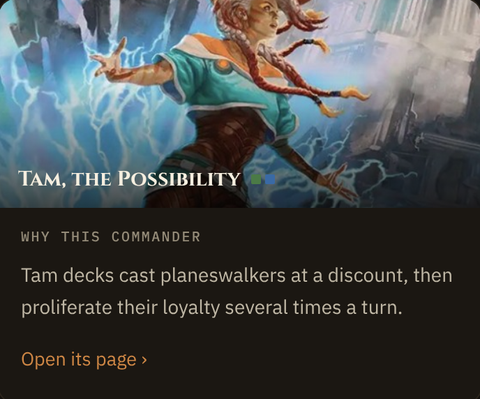 Tam, the Possibility
WHY THIS COMMANDER
Tam decks cast planeswalkers at a discount, then
proliferate their loyalty several times a turn.
Open its page ›